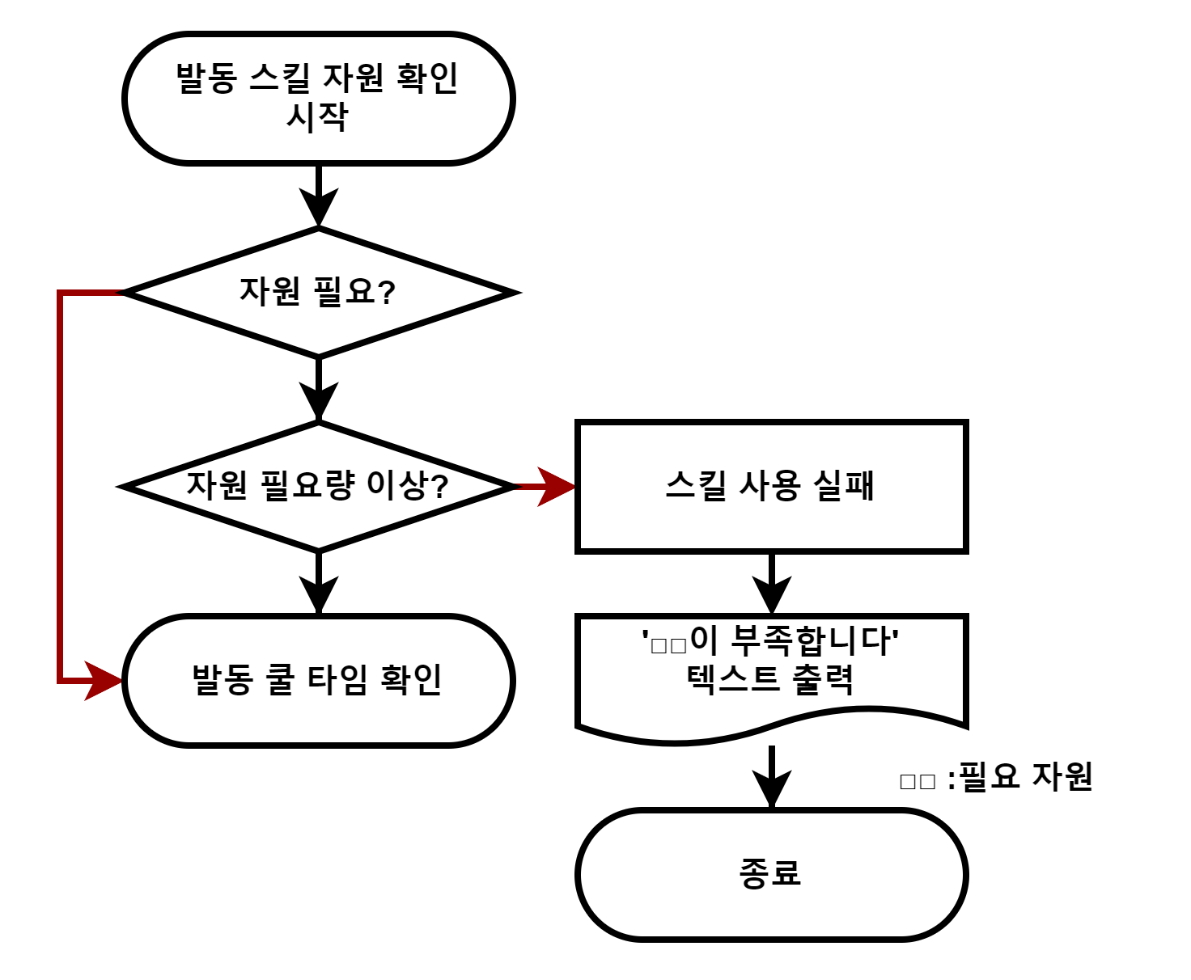 발동 스킬 자원 확인
시작
자원 필요?
자원 필요량 이상?
스킬 사용 실패
발동 쿨 타임 확인
'□□이 부족합니다'
텍스트 출력
□□ :필요 자원
종료